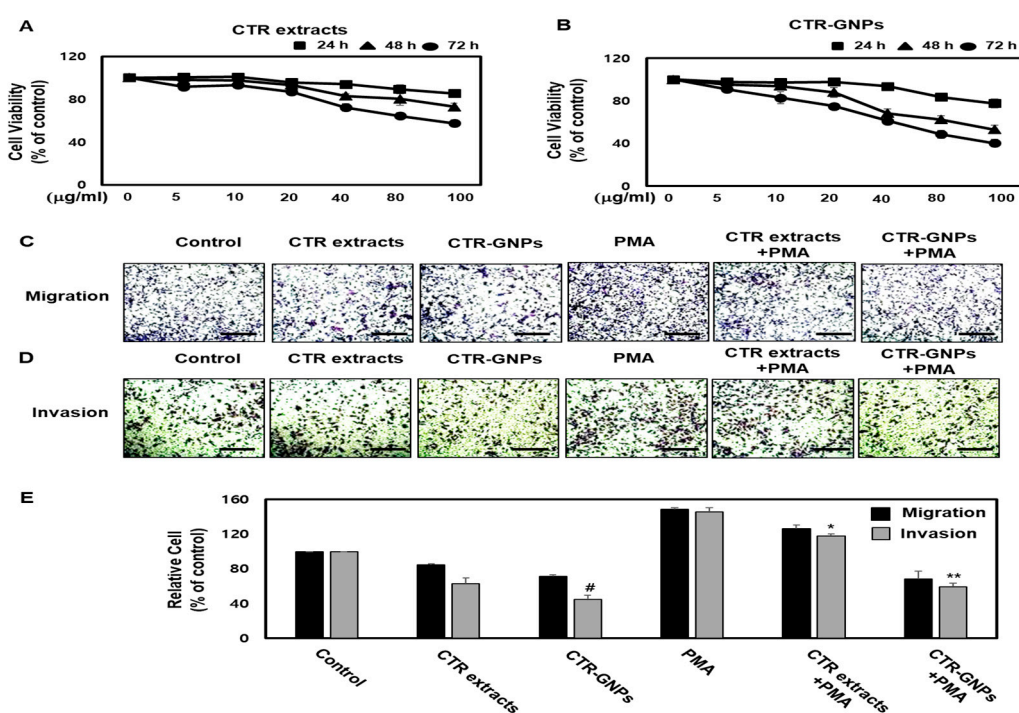 A
CTR extracts
24 h 48 h 72 h
Cell Viability
(% of control)
120
80
40
0
(μg/ml)
0 5 10 20 40 80 100
B
CTR-GNPs
24 h 48 h 72 h
Cell Viability
(% of control)
120
80
40
0
(μg/ml)
0 5 10 20 40 80 100
C
Control CTR extracts CTR-GNPs PMA CTR extracts +PMA CTR-GNPs +PMA
Migration
D
Control CTR extracts CTR-GNPs PMA CTR extracts +PMA CTR-GNPs +PMA
Invasion
E
Relative Cell
(% of control)
160
120
80
40
0
Migration
Invasion
#
*
**
Control
CTR extracts
CTR-GNPs
PMA
CTR extracts
+PMA
CTR-GNPs
+PMA